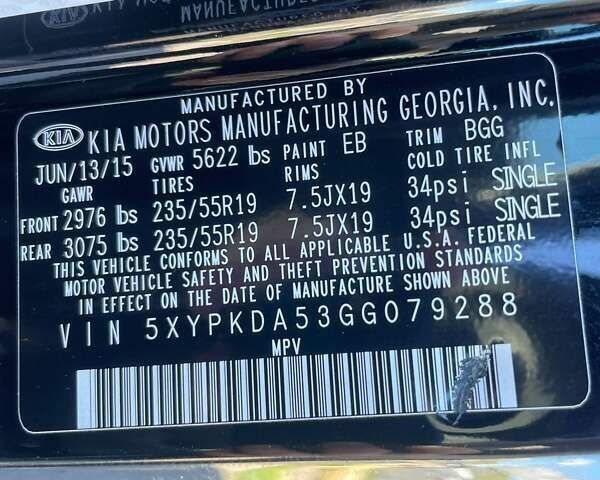 MANUFACTURED BY
KIA KIA MOTORS MANUFACTURING GEORGIA, INC.
JUN/13/15 GVWR 5622 lbs PAINT EB TRIM BGG
GAWR TIRES RIMS COLD TIRE INFL
FRONT 2976 lbs 235/55R19 7.5JX19 34psi SINGLE
REAR 3075 lbs 235/55R19 7.5JX19 34psi SINGLE
THIS VEHICLE CONFORMS TO ALL APPLICABLE U.S.A. FEDERAL
MOTOR VEHICLE SAFETY AND THEFT PREVENTION STANDARDS
IN EFFECT ON THE DATE OF MANUFACTURE SHOWN ABOVE
VIN 5XYPKDA53GG079288
MPV